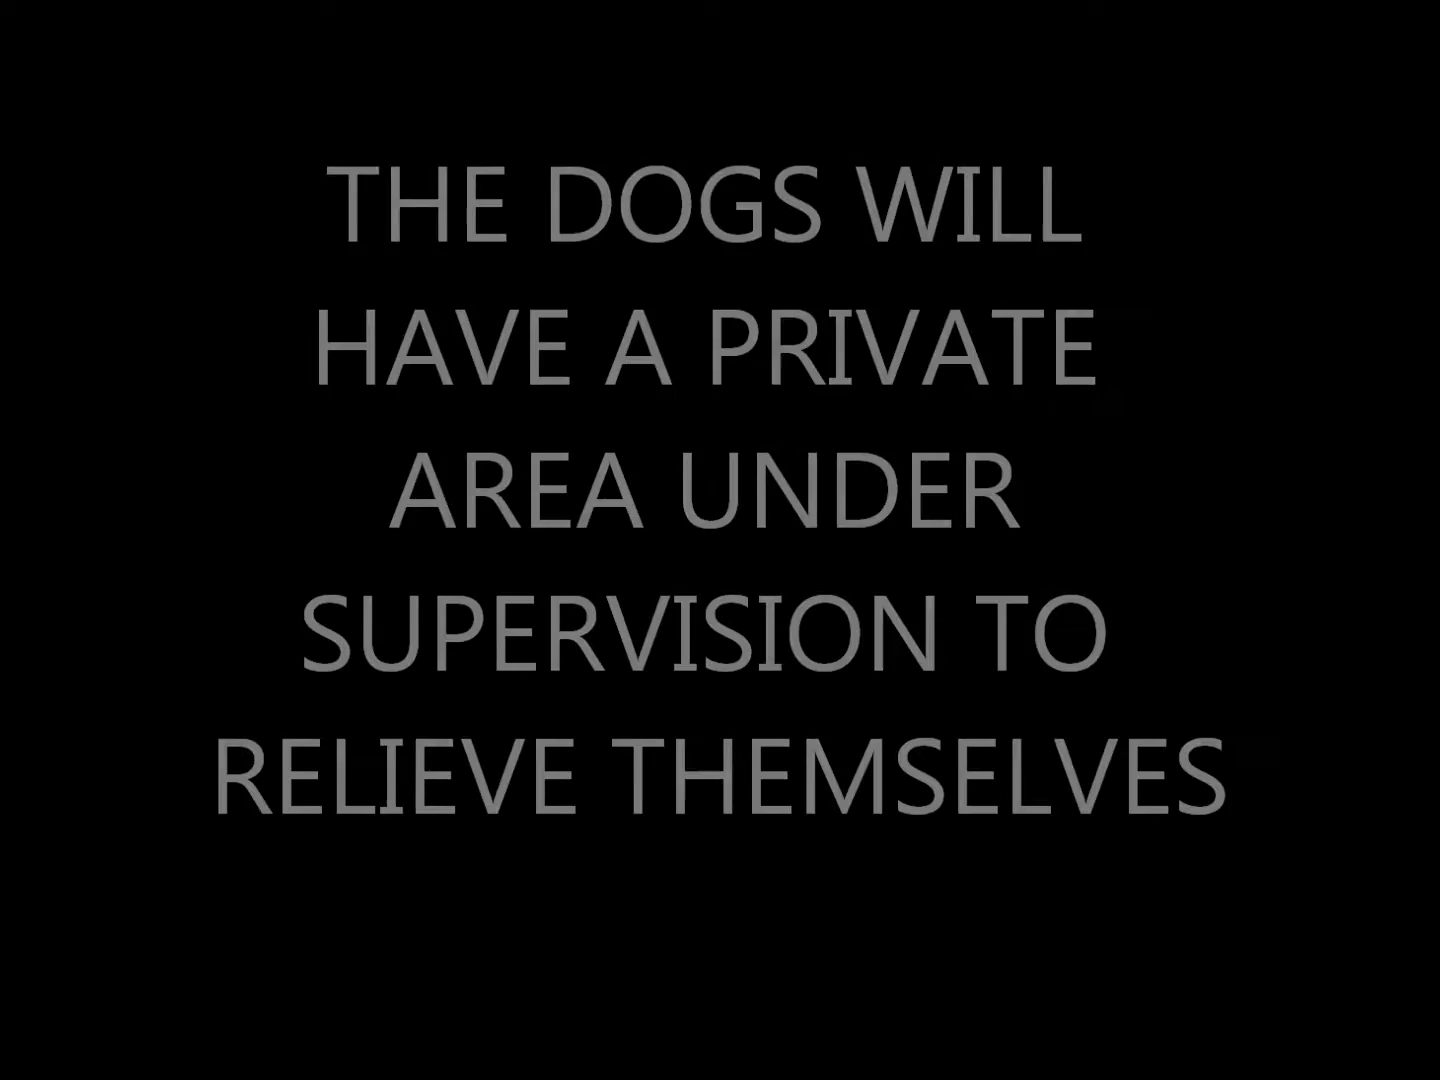 THE DOGS WILL
HAVE A PRIVATE
AREA UNDER
SUPERVISION TO
RELIEVE THEMSELVES